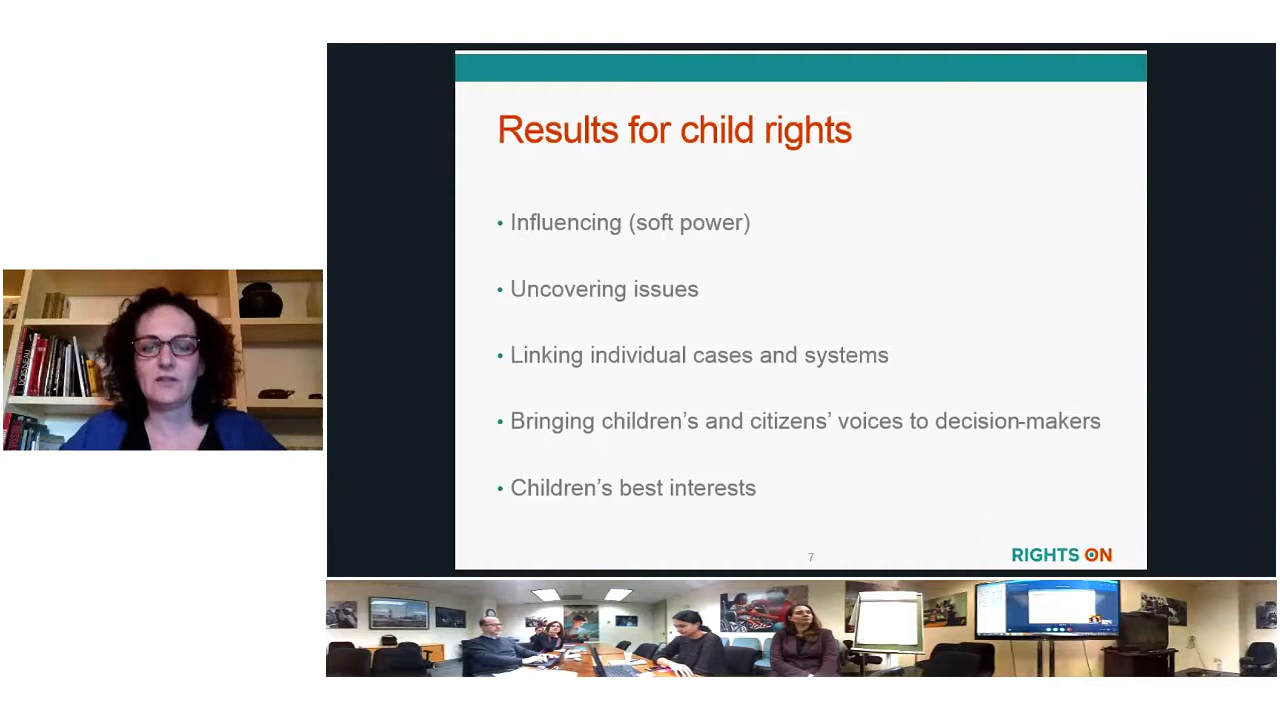 Results for child rights
• Influencing (soft power)
• Uncovering issues
• Linking individual cases and systems
• Bringing children's and citizens' voices to decision-makers
• Children's best interests
7
RIGHTS ON